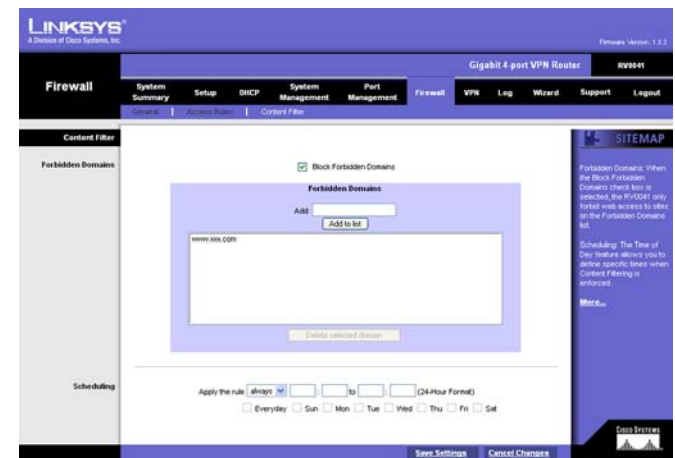 LINKSYS®
A Division of Cisco Systems, Inc.
Firmware Version: 1.3.3
Gigabit 4-port VPN Router
RV0041
Firewall
System Summary
Setup
DHCP
System Management
Port Management
Firewall
VPN
Log
Wizard
Support
Logout
General | Access Rules | Content Filter
Content Filter
SITEMAP
Forbidden Domains
Block Forbidden Domains
Forbidden Domains
Add:
Add to list
www.xxx.com
Delete selected domain
Forbidden Domains: When
the Block Forbidden
Domains check box is
selected, the RV0041 only
forbid web access to sites
on the Forbidden Domains
list.
Scheduling: The Time of
Day feature allows you to
define specific times when
Content Filtering is
enforced.
More...
Scheduling
Apply the rule always : to : (24-Hour Format)
Everyday Sun Mon Tue Wed Thu Fri Sat
Save Settings
Cancel Changes
CISCO SYSTEMS